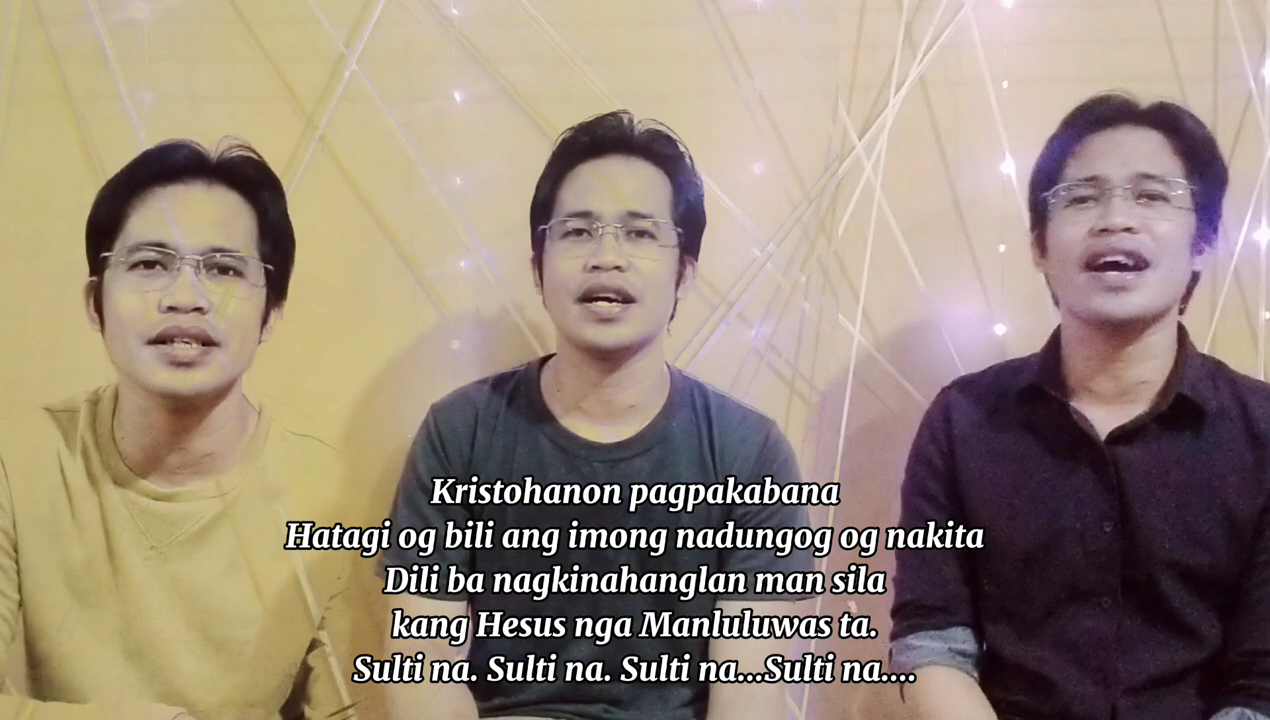 Kristohanon pagpakabana
Hatagi og bili ang imong nadungog og nakita
Dili ba nagkinahanglan man sila
kang Hesus nga Manluluwas ta.
Sulti na. Sulti na. Sulti na...Sulti na....